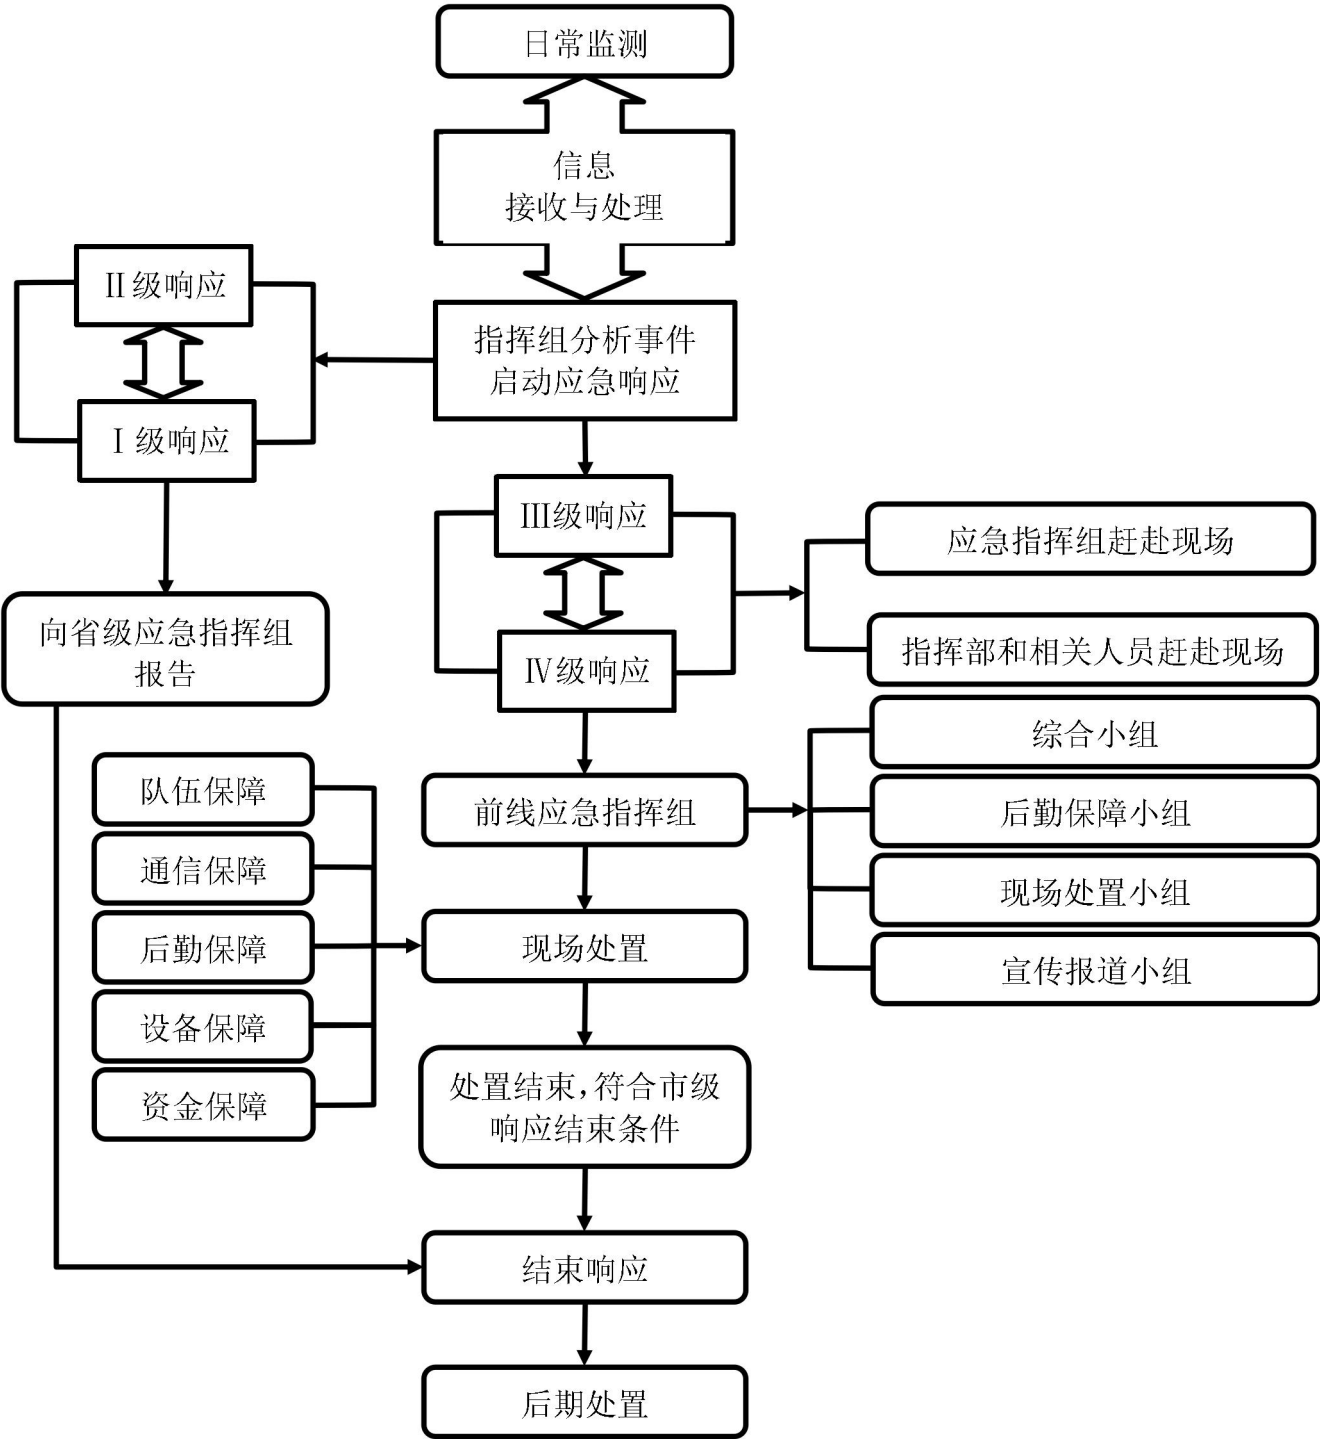 日常监测
信息
接收与处理
Ⅱ级响应
指挥组分析事件
启动应急响应
Ⅰ级响应
Ⅲ级响应
应急指挥组赶赴现场
向省级应急指挥组
报告
Ⅳ级响应
指挥部和相关人员赶赴现场
综合小组
队伍保障
前线应急指挥组
后勤保障小组
通信保障
现场处置小组
后勤保障
现场处置
宣传报道小组
设备保障
资金保障
处置结束,符合市级
响应结束条件
结束响应
后期处置